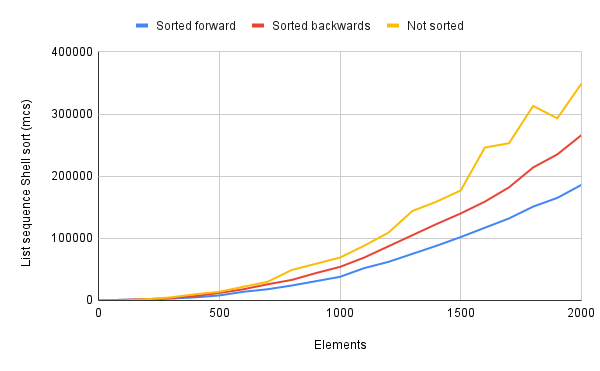 Sorted forward
Sorted backwards
Not sorted
400000
300000
200000
100000
0
List sequence Shell sort (mcs)
0
500
1000
1500
2000
Elements